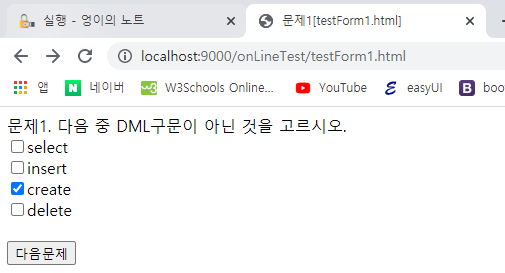 실행 - 영이의 노트
문제1[testForm1.html]
localhost:9000/onLineTest/testForm1.html
앱 네이버 W3Schools Online... YouTube easyUI boo
문제1. 다음 중 DML구문이 아닌 것을 고르시오.
select
insert
create
delete
다음문제